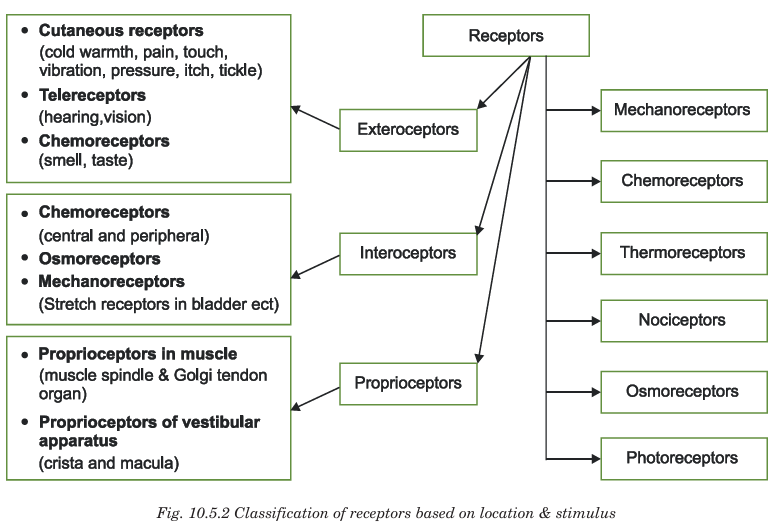 Receptors
Exteroceptors
• Cutaneous receptors
(cold warmth, pain, touch,
vibration, pressure, itch, tickle)
• Telereceptors
(hearing,vision)
• Chemoreceptors
(smell, taste)
Interoceptors
• Chemoreceptors
(central and peripheral)
• Osmoreceptors
• Mechanoreceptors
(Stretch receptors in bladder ect)
Proprioceptors
• Proprioceptors in muscle
(muscle spindle & Golgi tendon
organ)
• Proprioceptors of vestibular
apparatus
(crista and macula)
Mechanoreceptors
Chemoreceptors
Thermoreceptors
Nociceptors
Osmoreceptors
Photoreceptors
Fig. 10.5.2 Classification of receptors based on location & stimulus